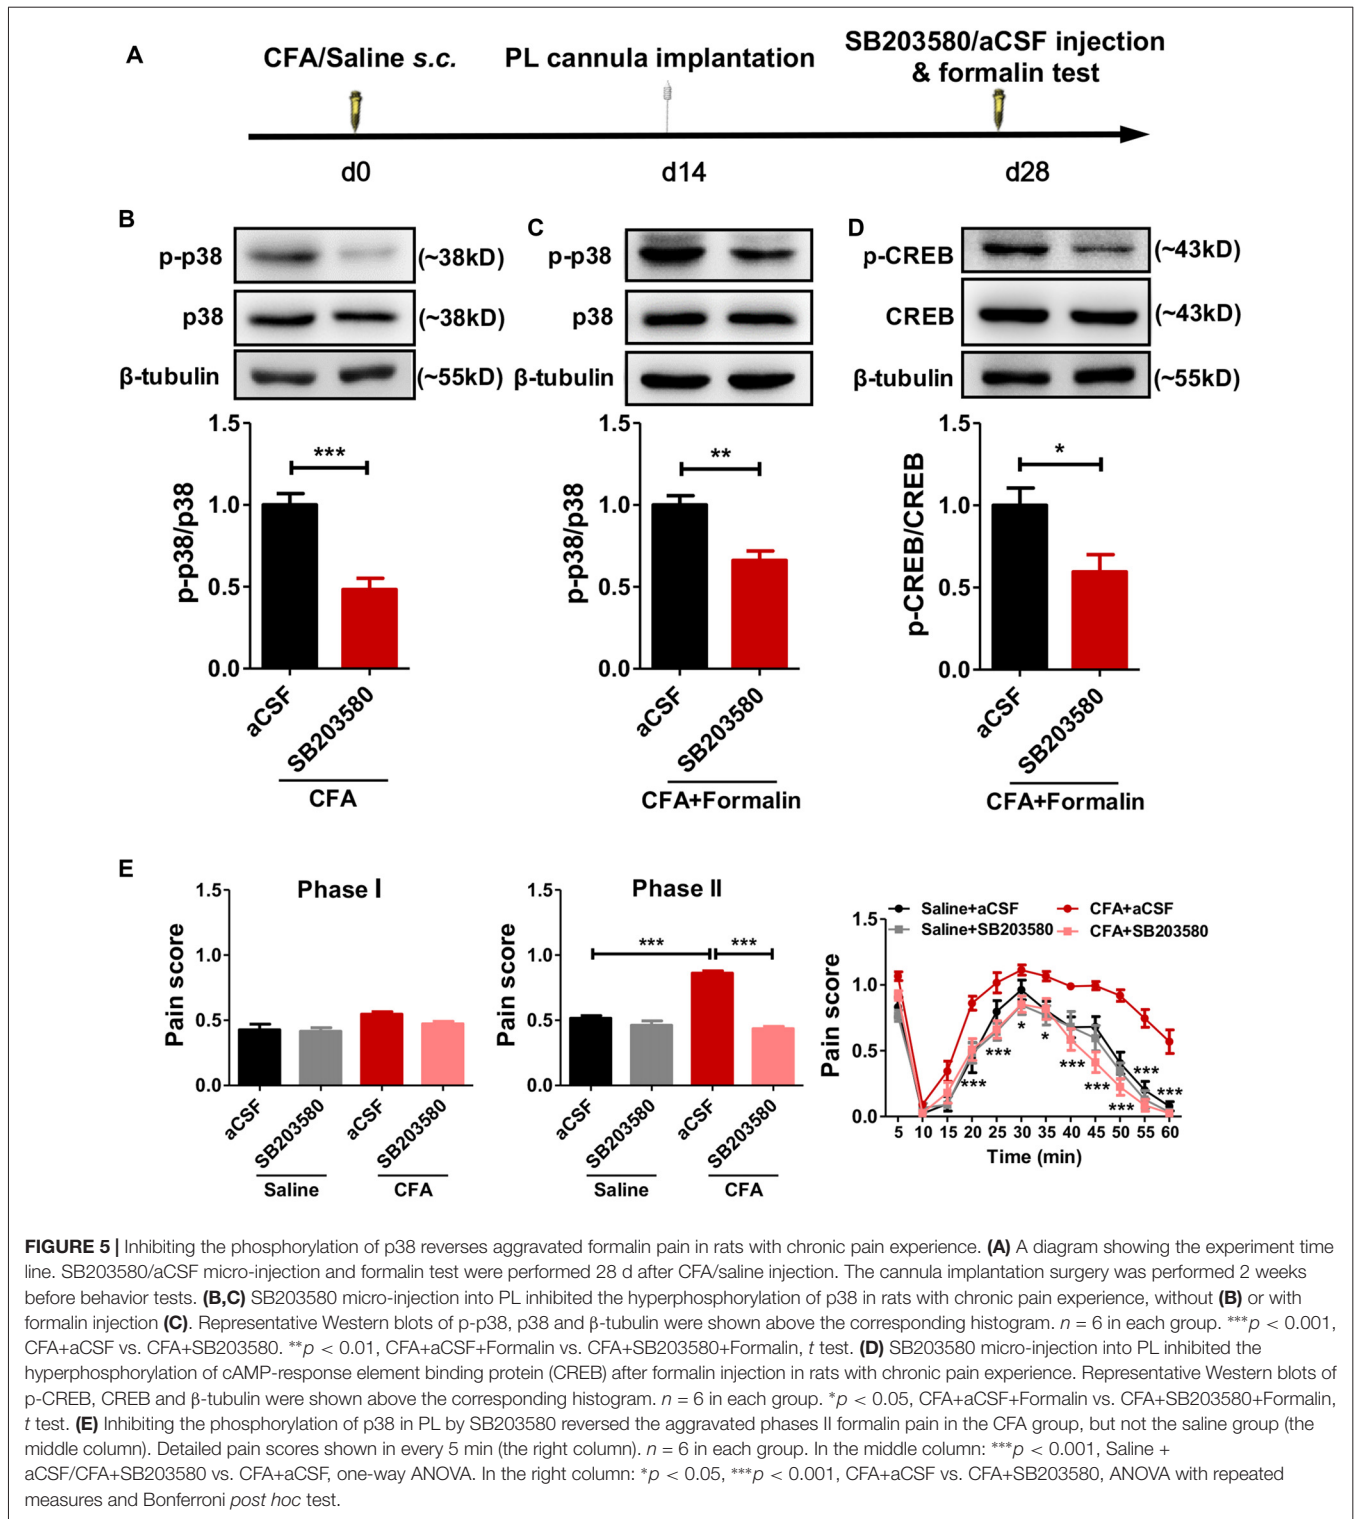 A
CFA/Saline s.c.
PL cannula implantation
SB203580/aCSF injection
& formalin test
d0
d14
d28
B
p-p38
(~38kD)
p38
(~38kD)
β-tubulin
(~55kD)
1.5
1.0
0.5
0.0
p-p38/p38
***
aCSF
SB203580
CFA
C
p-p38
p38
β-tubulin
1.5
1.0
0.5
0.0
p-p38/p38
**
aCSF
SB203580
CFA+Formalin
D
p-CREB
(~43kD)
CREB
(~43kD)
β-tubulin
(~55kD)
1.5
1.0
0.5
0.0
p-CREB/CREB
*
aCSF
SB203580
CFA+Formalin
E
Phase I
1.5
1.0
0.5
0.0
Pain score
aCSF
SB203580
aCSF
SB203580
Saline
CFA
Phase II
1.5
1.0
0.5
0.0
Pain score
***
***
aCSF
SB203580
aCSF
SB203580
Saline
CFA
Saline+aCSF
CFA+aCSF
Saline+SB203580
CFA+SB203580
1.5
1.0
0.5
0.0
Pain score
***
***
*
*
***
***
***
***
***
5 10 15 20 25 30 35 40 45 50 55 60
Time (min)
FIGURE 5 | Inhibiting the phosphorylation of p38 reverses aggravated formalin pain in rats with chronic pain experience. (A) A diagram showing the experiment time
line. SB203580/aCSF micro-injection and formalin test were performed 28 d after CFA/saline injection. The cannula implantation surgery was performed 2 weeks
before behavior tests. (B,C) SB203580 micro-injection into PL inhibited the hyperphosphorylation of p38 in rats with chronic pain experience, without (B) or with
formalin injection (C). Representative Western blots of p-p38, p38 and β-tubulin were shown above the corresponding histogram. n = 6 in each group. ***p < 0.001,
CFA+aCSF vs. CFA+SB203580. **p < 0.01, CFA+aCSF+Formalin vs. CFA+SB203580+Formalin, t test. (D) SB203580 micro-injection into PL inhibited the
hyperphosphorylation of cAMP-response element binding protein (CREB) after formalin injection in rats with chronic pain experience. Representative Western blots of
p-CREB, CREB and β-tubulin were shown above the corresponding histogram. n = 6 in each group. *p < 0.05, CFA+aCSF+Formalin vs. CFA+SB203580+Formalin,
t test. (E) Inhibiting the phosphorylation of p38 in PL by SB203580 reversed the aggravated phases II formalin pain in the CFA group, but not the saline group (the
middle column). Detailed pain scores shown in every 5 min (the right column). n = 6 in each group. In the middle column: ***p < 0.001, Saline +
aCSF/CFA+SB203580 vs. CFA+aCSF, one-way ANOVA. In the right column: *p < 0.05, ***p < 0.001, CFA+aCSF vs. CFA+SB203580, ANOVA with repeated
measures and Bonferroni post hoc test.